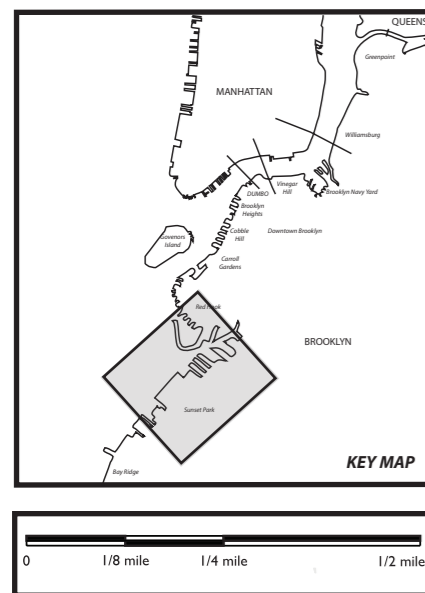 QUEENS
Greenpoint
MANHATTAN
Williamsburg
DUMBO
Vinegar
Hill
Brooklyn Navy Yard
Brooklyn
Heights
Cobble
Hill
Downtown Brooklyn
Govenors
Island
Carroll
Gardens
Red Hook
BROOKLYN
Sunset Park
KEY MAP
Bay Ridge
0 1/8 mile 1/4 mile 1/2 mile